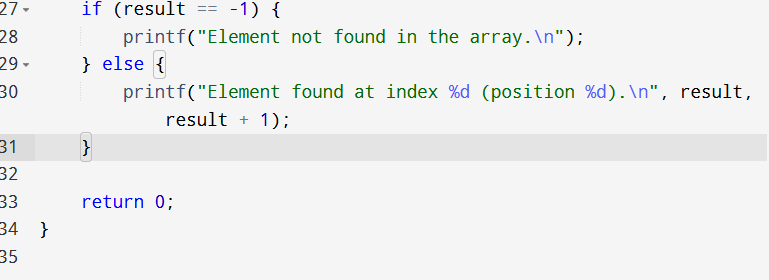 27 if (result == -1) {
28 printf("Element not found in the array.\n");
29 } else {
30 printf("Element found at index %d (position %d).\n", result,
result + 1);
31 }
32
33 return 0;
34 }
35